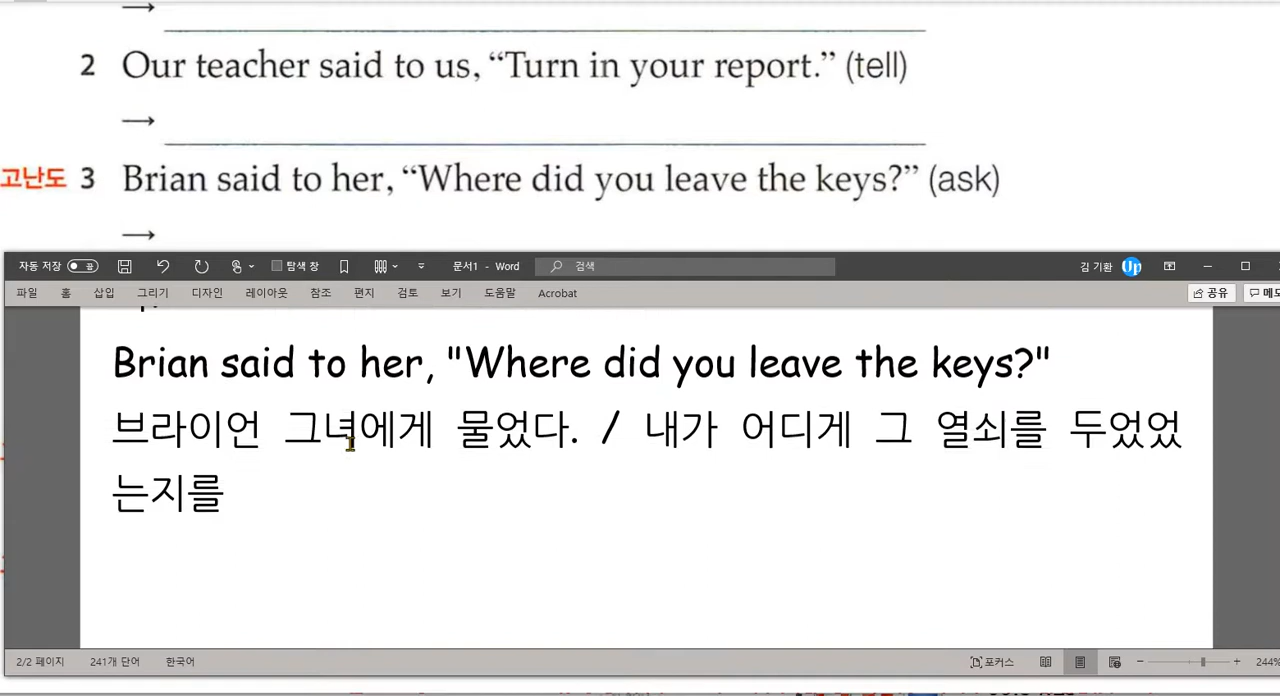 →
2 Our teacher said to us, “Turn in your report.” (tell)
→
고난도 3 Brian said to her, “Where did you leave the keys?” (ask)
→
자동 저장 탐색 창 문서1 - Word 검색 김 기환 Up
파일 홈 삽입 그리기 디자인 레이아웃 참조 편지 검토 보기 도움말 Acrobat 공유 메모
Brian said to her, "Where did you leave the keys?"
브라이언 그녀에게 물었다. / 내가 어디게 그 열쇠를 두었었
는지를
2/2 페이지 241개 단어 한국어 포커스 244%